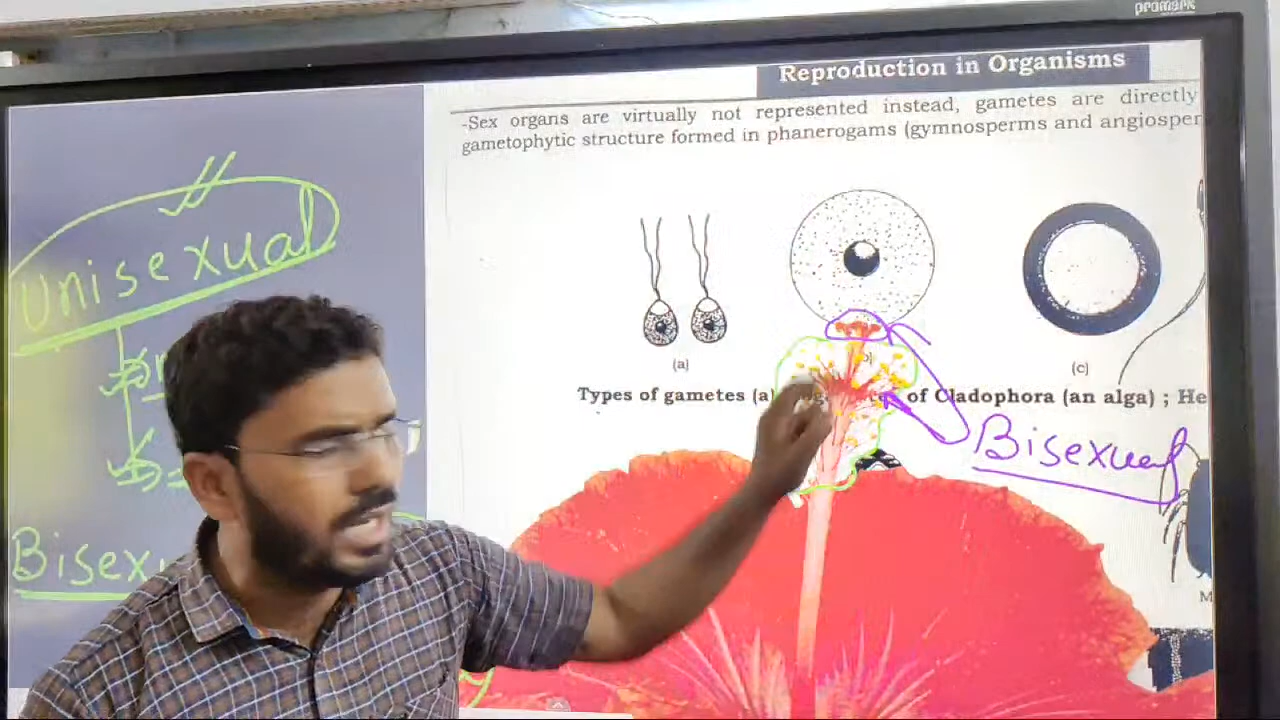 promark
Reproduction in Organisms
-Sex organs are virtually not represented instead, gametes are directly
gametophytic structure formed in phanerogams (gymnosperms and angiosper
Unisexual
(a)
(c)
Types of gametes (a) of Cladophora (an alga) ; He
Bisexual
Bisexu
M